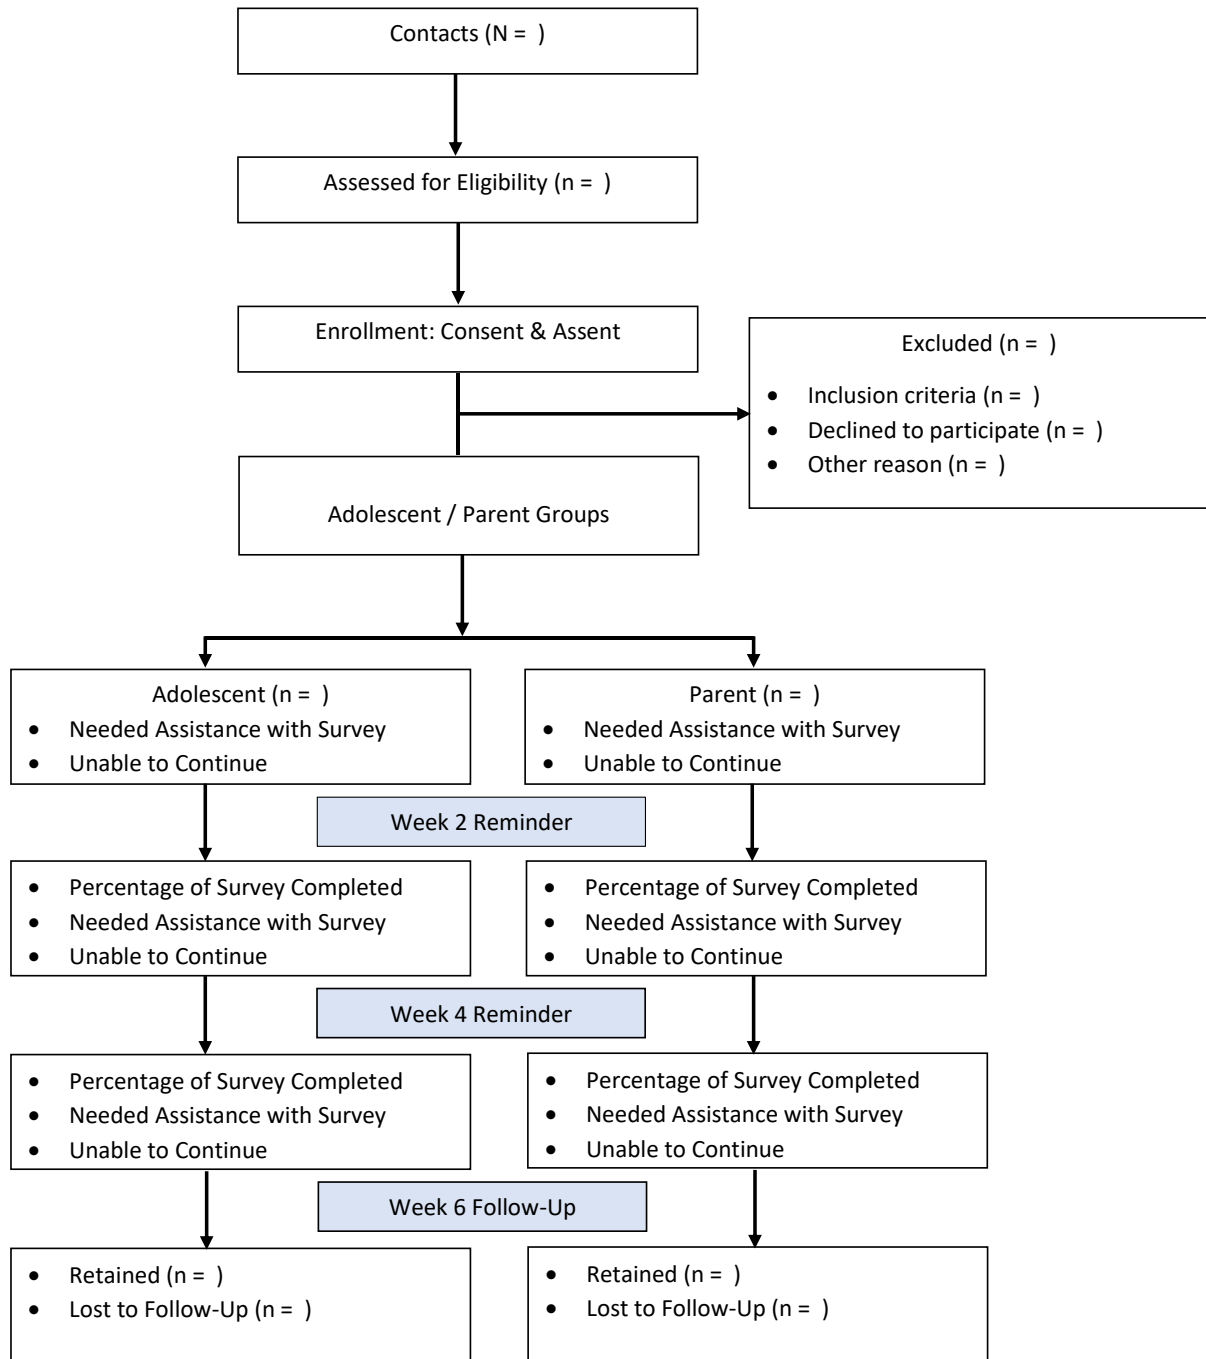 Contacts (N =  )
Assessed for Eligibility (n =  )
Enrollment: Consent & Assent
Excluded (n =  )
• Inclusion criteria (n =  )
• Declined to participate (n =  )
• Other reason (n =  )
Adolescent / Parent Groups
Adolescent (n =  )
• Needed Assistance with Survey
• Unable to Continue
Parent (n =  )
• Needed Assistance with Survey
• Unable to Continue
Week 2 Reminder
• Percentage of Survey Completed
• Needed Assistance with Survey
• Unable to Continue
• Percentage of Survey Completed
• Needed Assistance with Survey
• Unable to Continue
Week 4 Reminder
• Percentage of Survey Completed
• Needed Assistance with Survey
• Unable to Continue
• Percentage of Survey Completed
• Needed Assistance with Survey
• Unable to Continue
Week 6 Follow-Up
• Retained (n =  )
• Lost to Follow-Up (n =  )
• Retained (n =  )
• Lost to Follow-Up (n =  )